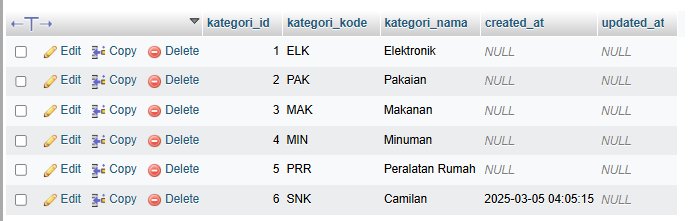 kategori_id kategori_kode kategori_nama created_at updated_at
Edit Copy Delete 1 ELK Elektronik NULL NULL
Edit Copy Delete 2 PAK Pakaian NULL NULL
Edit Copy Delete 3 MAK Makanan NULL NULL
Edit Copy Delete 4 MIN Minuman NULL NULL
Edit Copy Delete 5 PRR Peralatan Rumah NULL NULL
Edit Copy Delete 6 SNK Camilan 2025-03-05 04:05:15 NULL